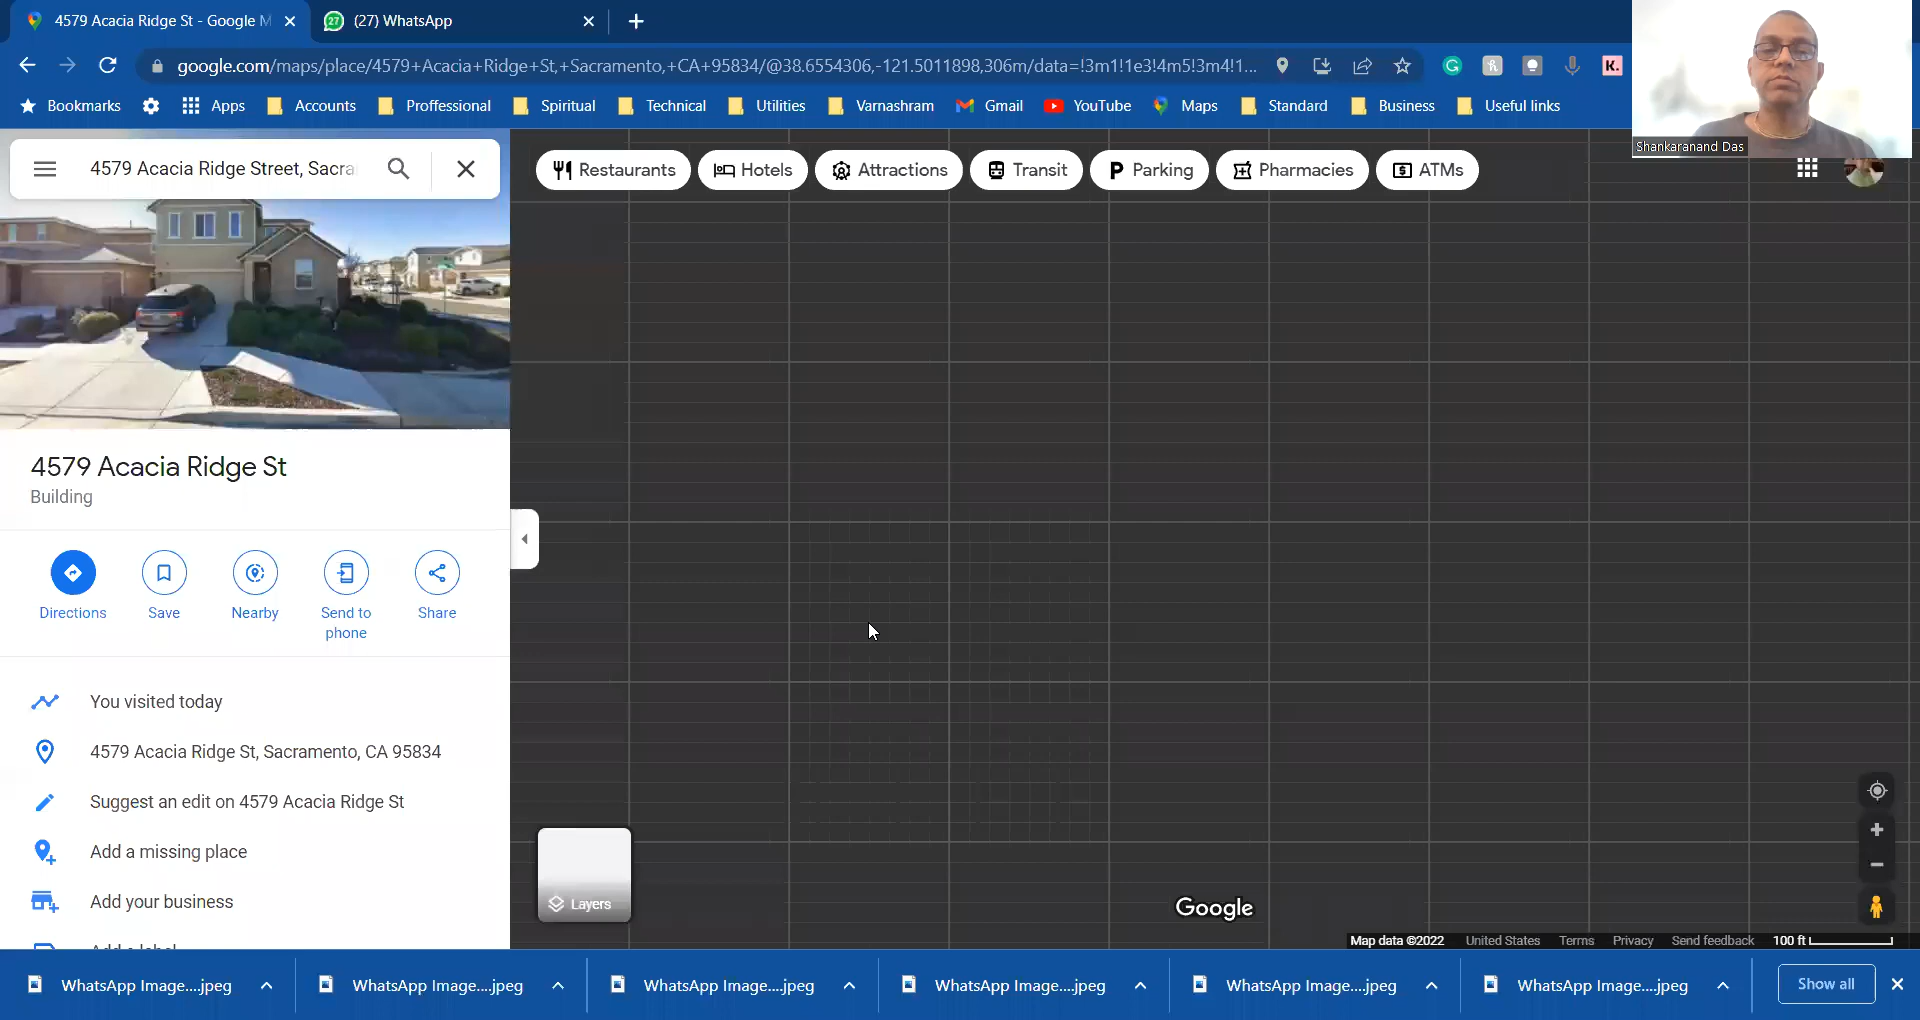 4579 Acacia Ridge St - Google M
(27) WhatsApp
google.com/maps/place/4579+Acacia+Ridge+St,+Sacramento,+CA+95834/@38.6554306,-121.5011898,306m/data=!3m1!1e3!4m5!3m4!1...
K.
Bookmarks
Apps
Accounts
Proffessional
Spiritual
Technical
Utilities
Varnashram
Gmail
YouTube
Maps
Standard
Business
Useful links
Shankaranand Das
4579 Acacia Ridge Street, Sacra
Restaurants
Hotels
Attractions
Transit
Parking
Pharmacies
ATMs
4579 Acacia Ridge St
Building
Directions
Save
Nearby
Send to
phone
Share
You visited today
4579 Acacia Ridge St, Sacramento, CA 95834
Suggest an edit on 4579 Acacia Ridge St
Add a missing place
Add your business
Add a label
Layers
Google
Map data ©2022
United States
Terms
Privacy
Send feedback
100 ft
WhatsApp Image....jpeg
WhatsApp Image....jpeg
WhatsApp Image....jpeg
WhatsApp Image....jpeg
WhatsApp Image....jpeg
WhatsApp Image....jpeg
Show all